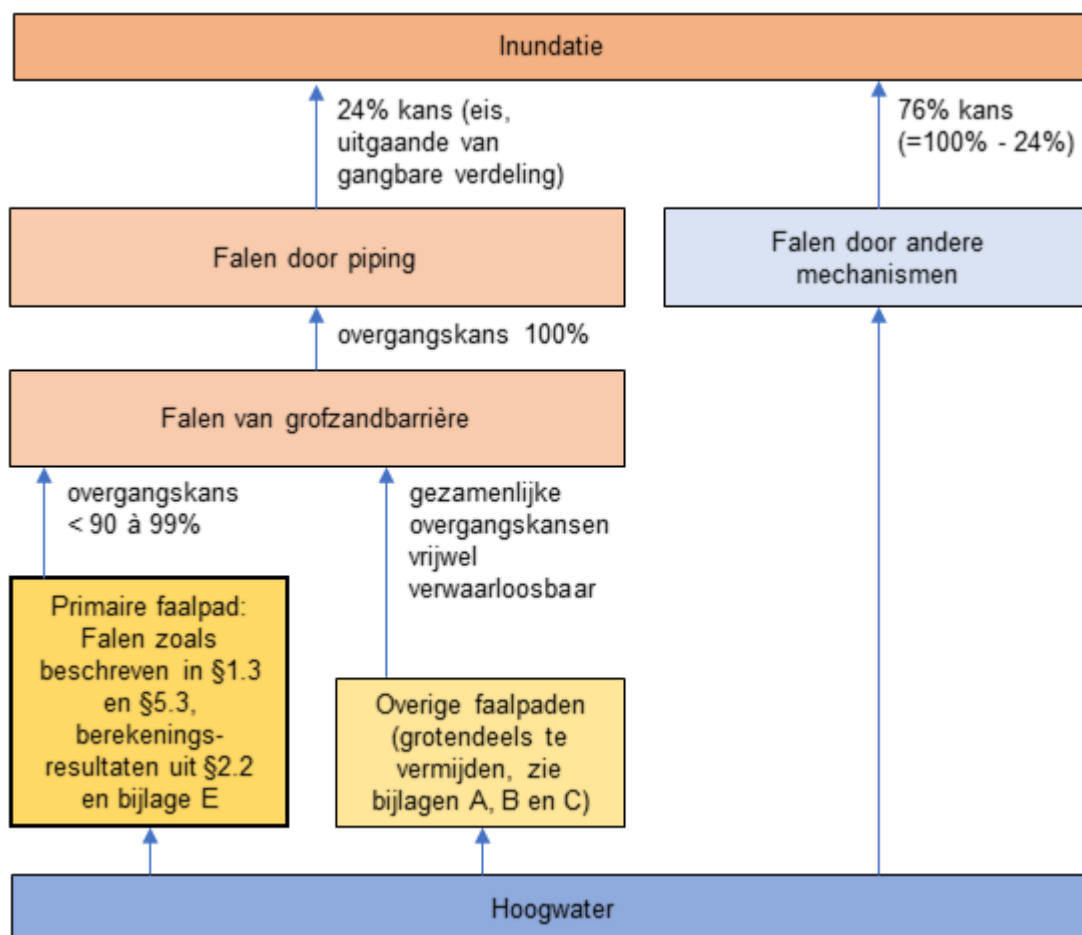 Inundatie
24% kans (eis,
uitgaande van
gangbare verdeling)
76% kans
(=100% - 24%)
Falen door piping
Falen door andere
mechanismen
overgangskans 100%
Falen van grofzandbarrière
overgangskans
< 90 à 99%
gezamenlijke
overgangskansen
vrijwel
verwaarloosbaar
Primaire faalpad:
Falen zoals
beschreven in §1.3
en §5.3,
berekenings-
resultaten uit §2.2
en bijlage E
Overige faalpaden
(grotendeels te
vermijden, zie
bijlagen A, B en C)
Hoogwater